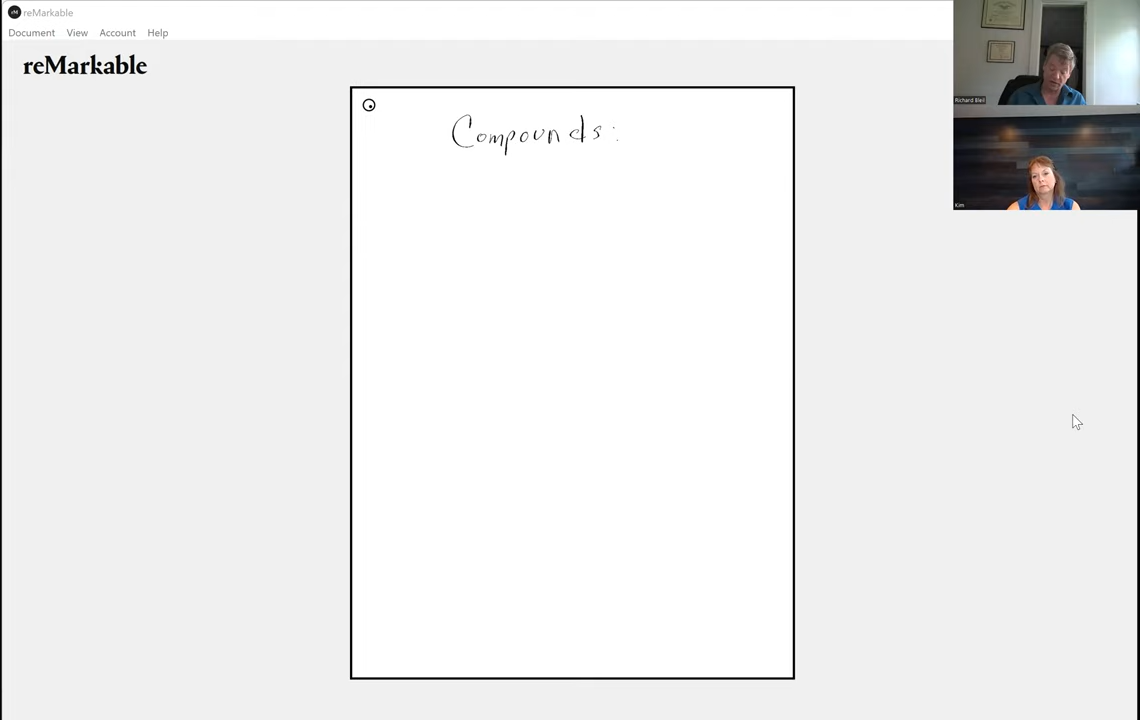 reMarkable
Document View Account Help
reMarkable
Compounds:
Richard Bleil
Kim